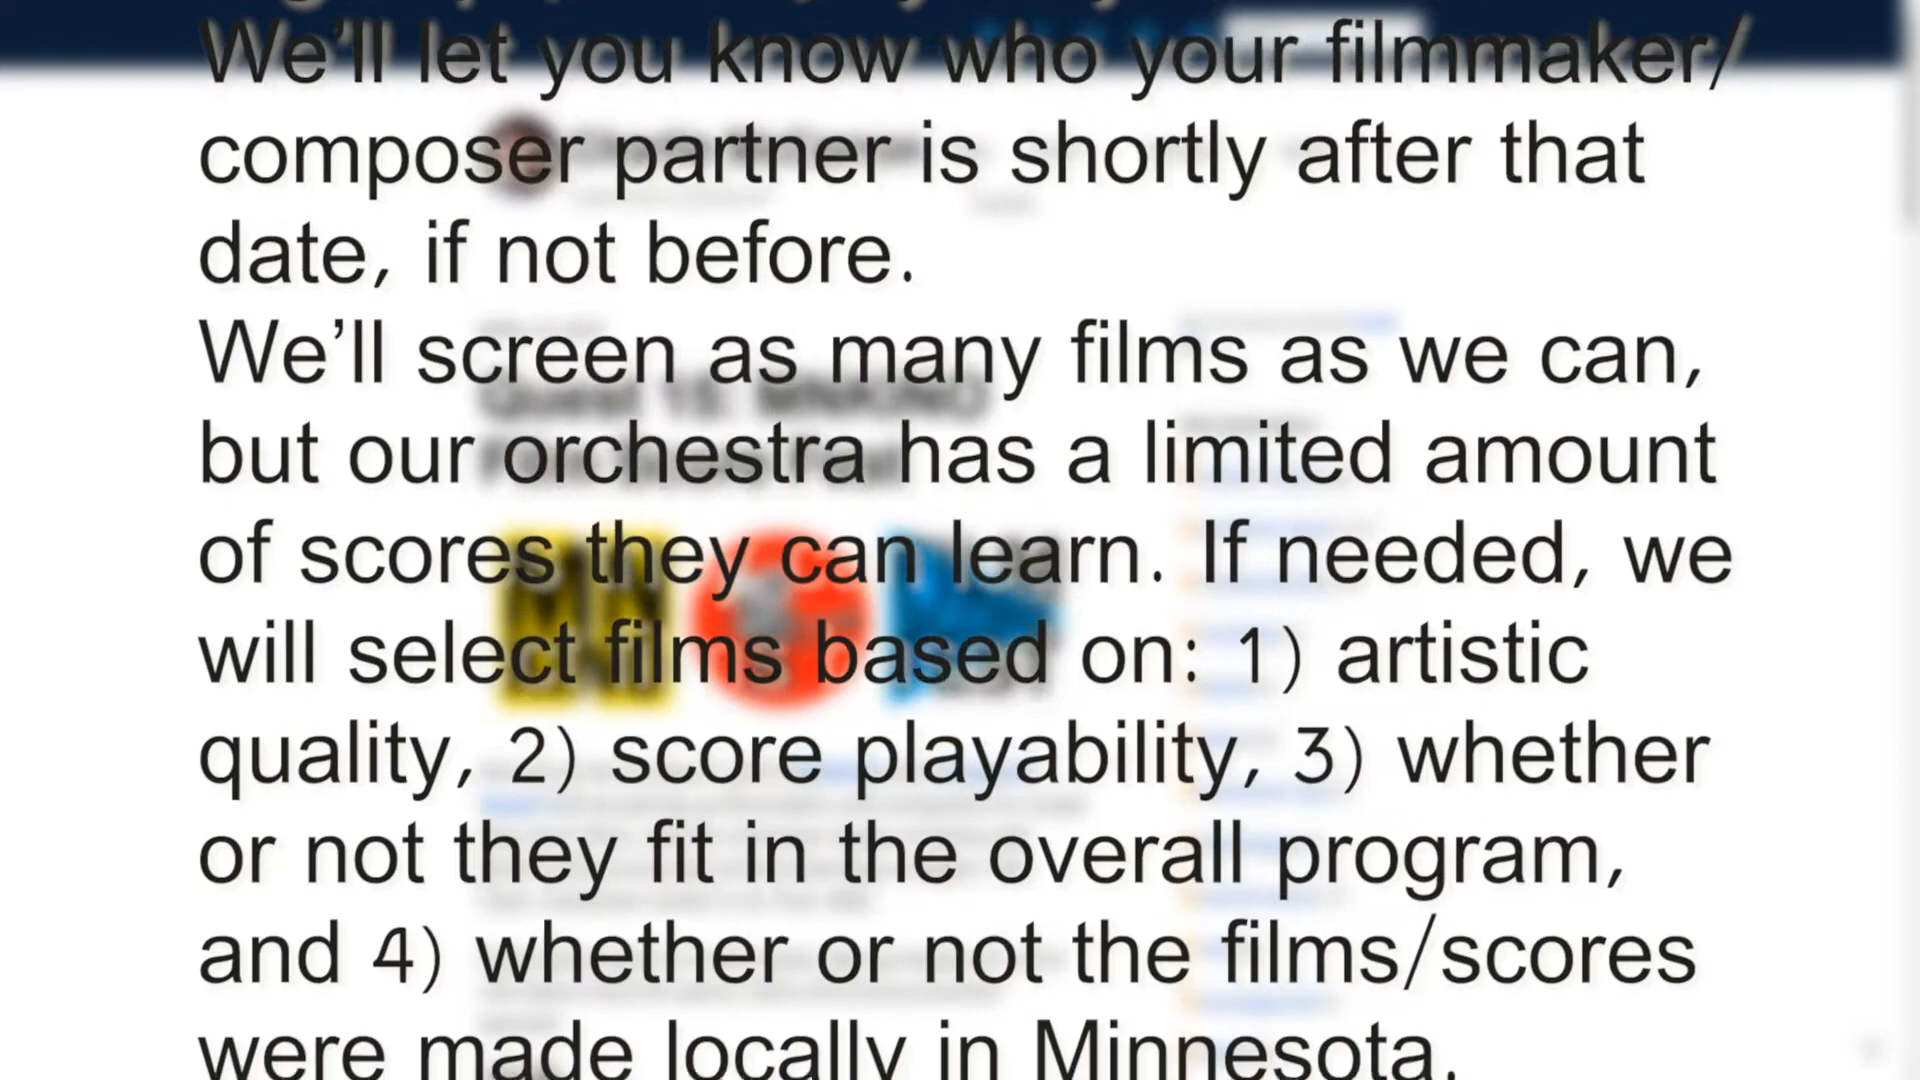 We'll let you know who your filmmaker/
composer partner is shortly after that
date, if not before.
We'll screen as many films as we can,
but our orchestra has a limited amount
of scores they can learn. If needed, we
will select films based on: 1) artistic
quality, 2) score playability, 3) whether
or not they fit in the overall program,
and 4) whether or not the films/scores
were made locally in Minnesota.